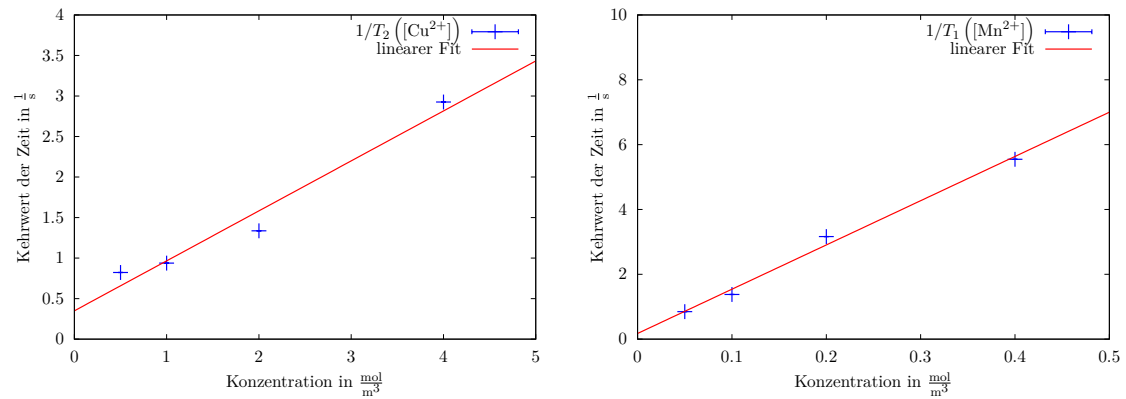 4
3.5
3
2.5
2
1.5
1
0.5
0
0 1 2 3 4 5
Kehrwert der Zeit in 1/s
Konzentration in mol/m³
1/T₂ ([Cu²⁺])
linearer Fit
10
8
6
4
2
0
0 0.1 0.2 0.3 0.4 0.5
Kehrwert der Zeit in 1/s
Konzentration in mol/m³
1/T₁ ([Mn²⁺])
linearer Fit